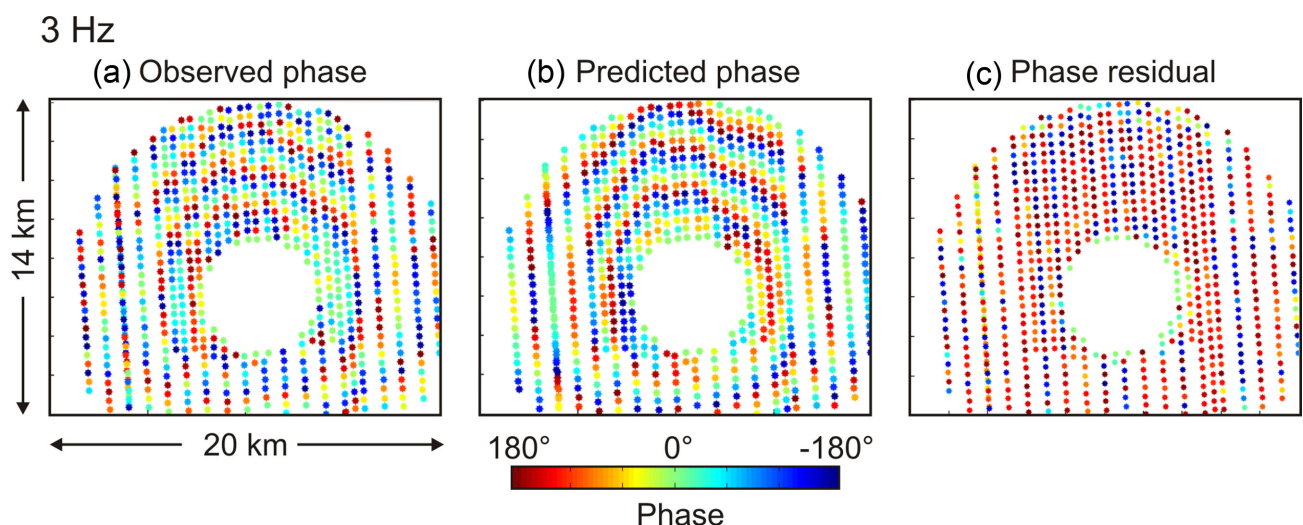 3 Hz
(a) Observed phase
(b) Predicted phase
(c) Phase residual
14 km
20 km
180° 0° -180°
Phase